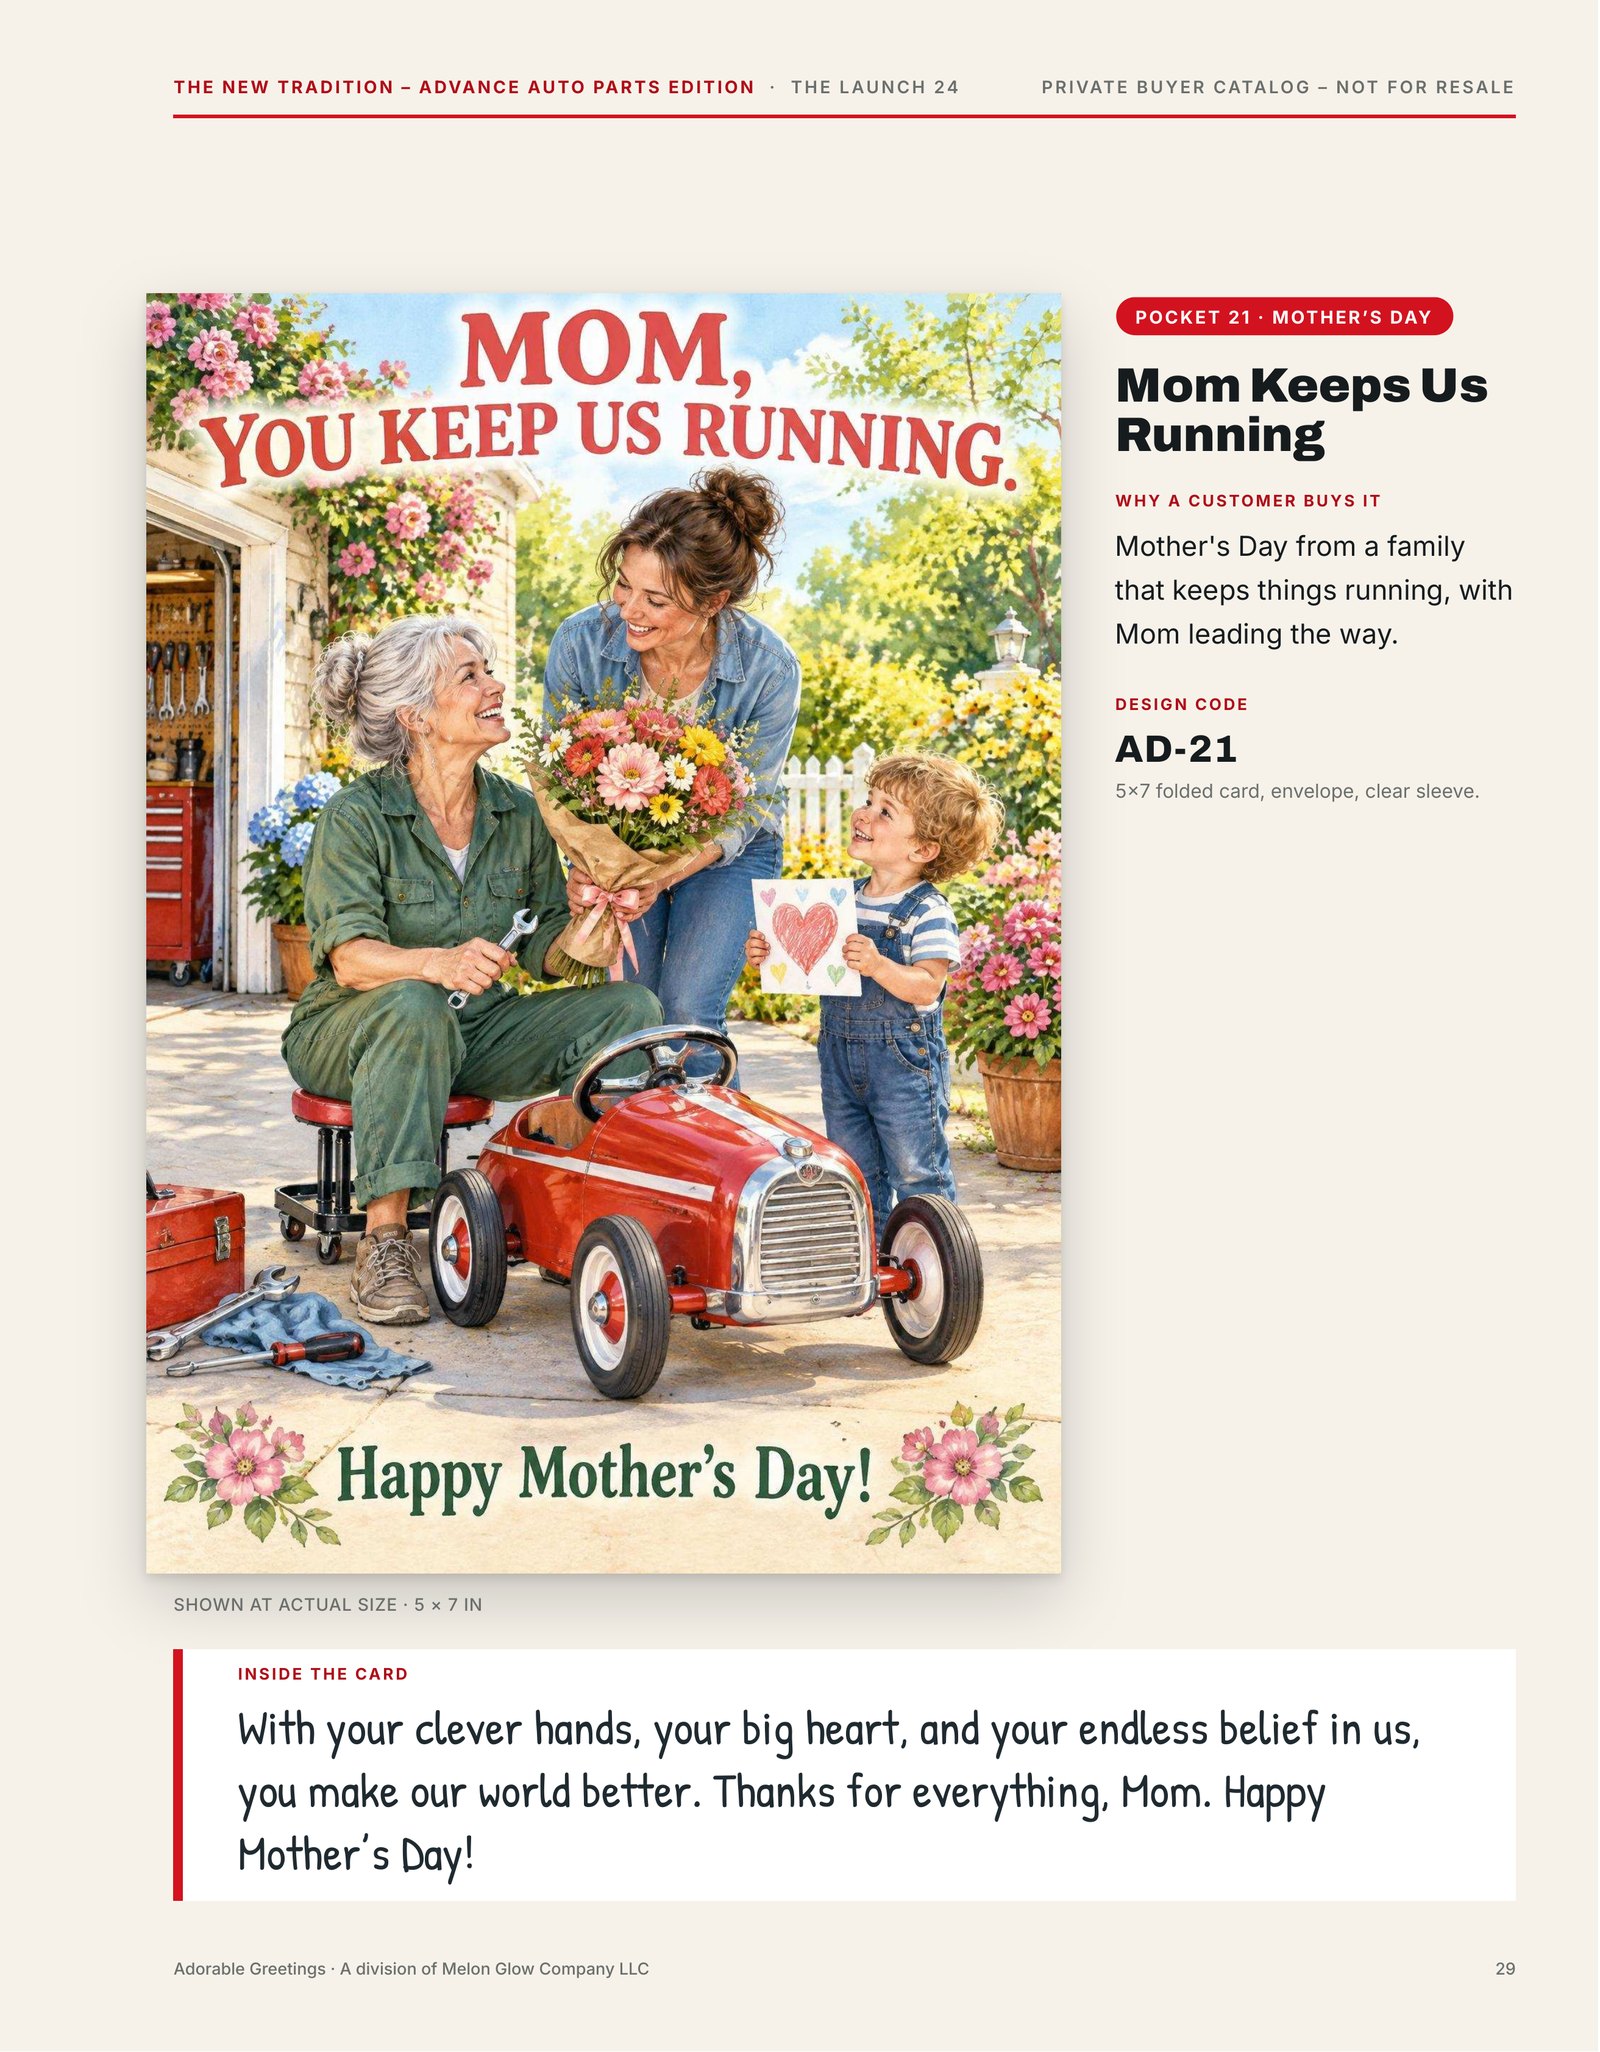 THE NEW TRADITION – ADVANCE AUTO PARTS EDITION · THE LAUNCH 24
PRIVATE BUYER CATALOG – NOT FOR RESALE
MOM,
YOU KEEP US RUNNING.
Happy Mother’s Day!
SHOWN AT ACTUAL SIZE · 5 × 7 IN
POCKET 21 · MOTHER’S DAY
Mom Keeps Us
Running
WHY A CUSTOMER BUYS IT
Mother's Day from a family
that keeps things running, with
Mom leading the way.
DESIGN CODE
AD-21
5×7 folded card, envelope, clear sleeve.
INSIDE THE CARD
With your clever hands, your big heart, and your endless belief in us,
you make our world better. Thanks for everything, Mom. Happy
Mother’s Day!
Adorable Greetings · A division of Melon Glow Company LLC
29